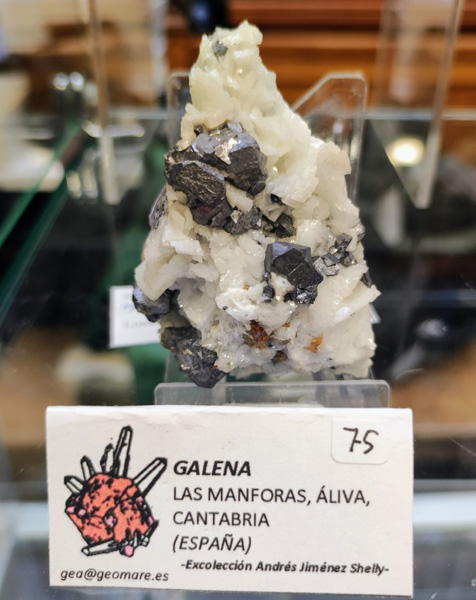 75
GALENA
LAS MANFORAS, ÁLIVA,
CANTABRIA
(ESPAÑA)
-Excolección Andrés Jiménez Shelly-
gea@geomare.es